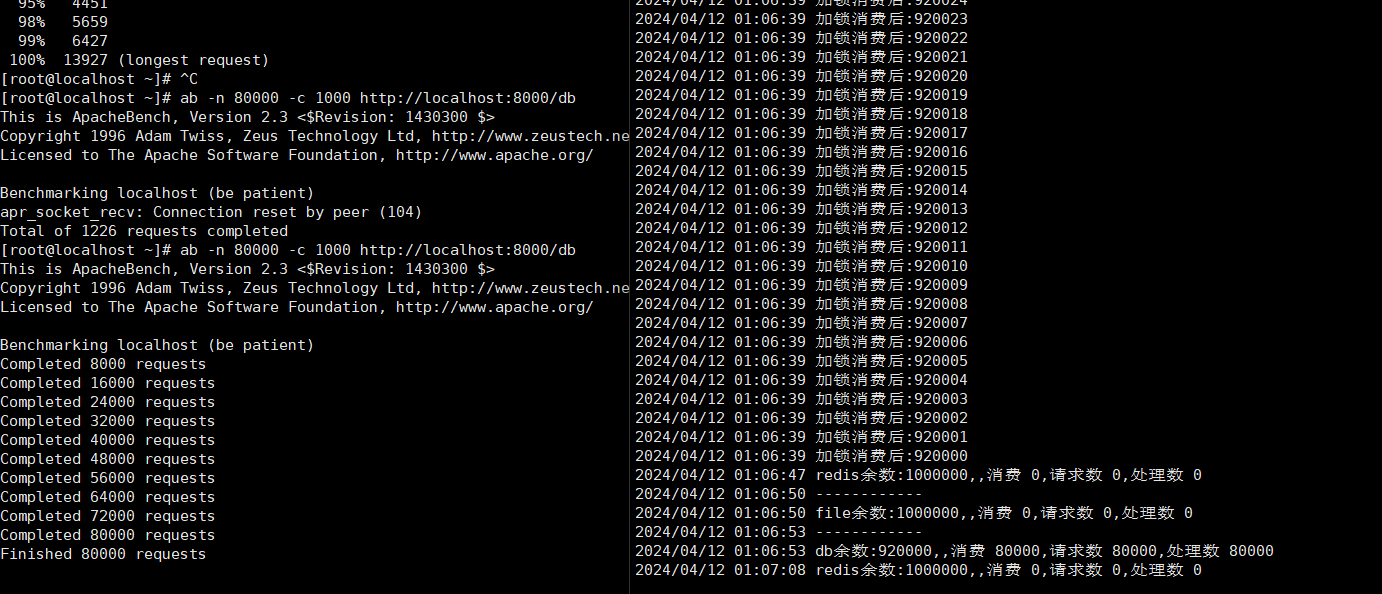 95%   4451
98%   5659
99%   6427
100%  13927 (longest request)
[root@localhost ~]# ^C
[root@localhost ~]# ab -n 80000 -c 1000 http://localhost:8000/db
This is ApacheBench, Version 2.3 <$Revision: 1430300 $>
Copyright 1996 Adam Twiss, Zeus Technology Ltd, http://www.zeustech.ne
Licensed to The Apache Software Foundation, http://www.apache.org/
Benchmarking localhost (be patient)
apr_socket_recv: Connection reset by peer (104)
Total of 1226 requests completed
[root@localhost ~]# ab -n 80000 -c 1000 http://localhost:8000/db
This is ApacheBench, Version 2.3 <$Revision: 1430300 $>
Copyright 1996 Adam Twiss, Zeus Technology Ltd, http://www.zeustech.ne
Licensed to The Apache Software Foundation, http://www.apache.org/
Benchmarking localhost (be patient)
Completed 8000 requests
Completed 16000 requests
Completed 24000 requests
Completed 32000 requests
Completed 40000 requests
Completed 48000 requests
Completed 56000 requests
Completed 64000 requests
Completed 72000 requests
Completed 80000 requests
Finished 80000 requests
2024/04/12 01:06:39 加锁消费后:920024
2024/04/12 01:06:39 加锁消费后:920023
2024/04/12 01:06:39 加锁消费后:920022
2024/04/12 01:06:39 加锁消费后:920021
2024/04/12 01:06:39 加锁消费后:920020
2024/04/12 01:06:39 加锁消费后:920019
2024/04/12 01:06:39 加锁消费后:920018
2024/04/12 01:06:39 加锁消费后:920017
2024/04/12 01:06:39 加锁消费后:920016
2024/04/12 01:06:39 加锁消费后:920015
2024/04/12 01:06:39 加锁消费后:920014
2024/04/12 01:06:39 加锁消费后:920013
2024/04/12 01:06:39 加锁消费后:920012
2024/04/12 01:06:39 加锁消费后:920011
2024/04/12 01:06:39 加锁消费后:920010
2024/04/12 01:06:39 加锁消费后:920009
2024/04/12 01:06:39 加锁消费后:920008
2024/04/12 01:06:39 加锁消费后:920007
2024/04/12 01:06:39 加锁消费后:920006
2024/04/12 01:06:39 加锁消费后:920005
2024/04/12 01:06:39 加锁消费后:920004
2024/04/12 01:06:39 加锁消费后:920003
2024/04/12 01:06:39 加锁消费后:920002
2024/04/12 01:06:39 加锁消费后:920001
2024/04/12 01:06:39 加锁消费后:920000
2024/04/12 01:06:47 redis余数:1000000,,消费 0,请求数 0,处理数 0
2024/04/12 01:06:50 ------------
2024/04/12 01:06:50 file余数:1000000,,消费 0,请求数 0,处理数 0
2024/04/12 01:06:53 ------------
2024/04/12 01:06:53 db余数:920000,,消费 80000,请求数 80000,处理数 80000
2024/04/12 01:07:08 redis余数:1000000,,消费 0,请求数 0,处理数 0